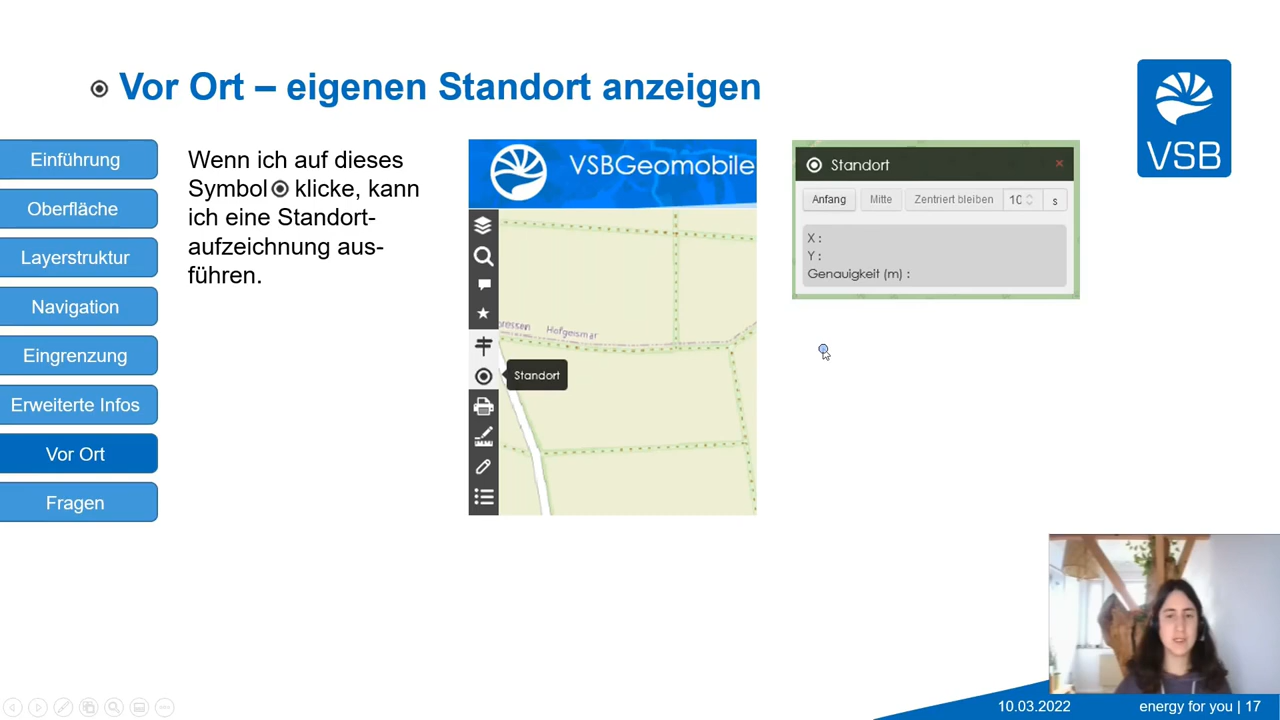 Vor Ort – eigenen Standort anzeigen
VSB
Einführung
Oberfläche
Layerstruktur
Navigation
Eingrenzung
Erweiterte Infos
Vor Ort
Fragen
Wenn ich auf dieses
Symbol klicke, kann
ich eine Standort-
aufzeichnung aus-
führen.
VSBGeomobile
Hofgeismar
Standort
Standort
Anfang Mitte Zentriert bleiben 10 s
X :
Y :
Genauigkeit (m) :
10.03.2022 energy for you | 17